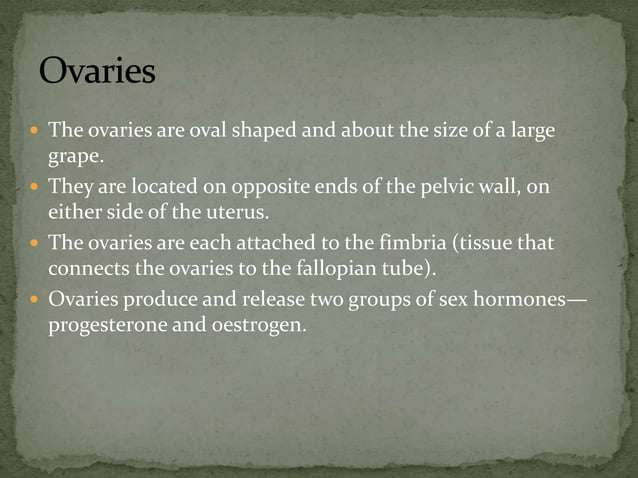 Ovaries
The ovaries are oval shaped and about the size of a large
grape.
They are located on opposite ends of the pelvic wall, on
either side of the uterus.
The ovaries are each attached to the fimbria (tissue that
connects the ovaries to the fallopian tube).
Ovaries produce and release two groups of sex hormones—
progesterone and oestrogen.